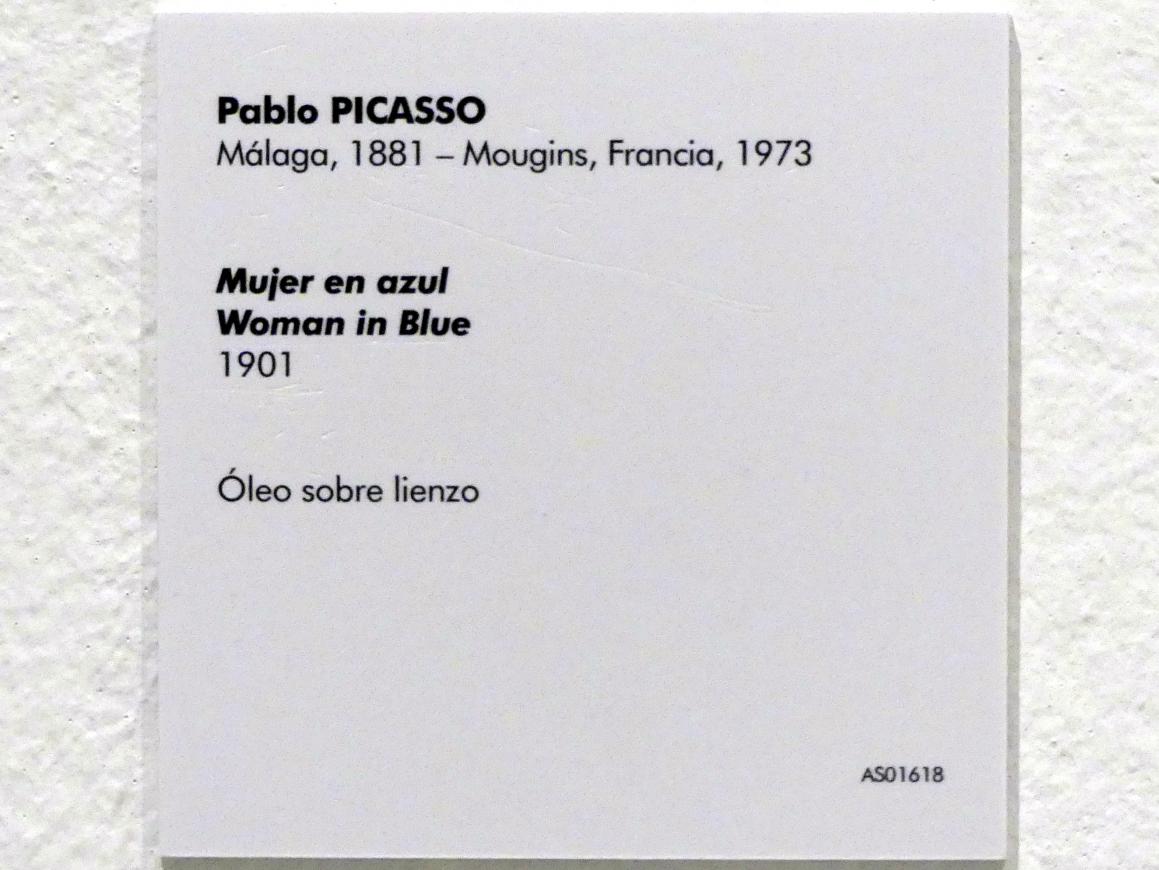 Pablo PICASSO
Málaga, 1881 – Mougins, Francia, 1973
Mujer en azul
Woman in Blue
1901
Óleo sobre lienzo
AS01618